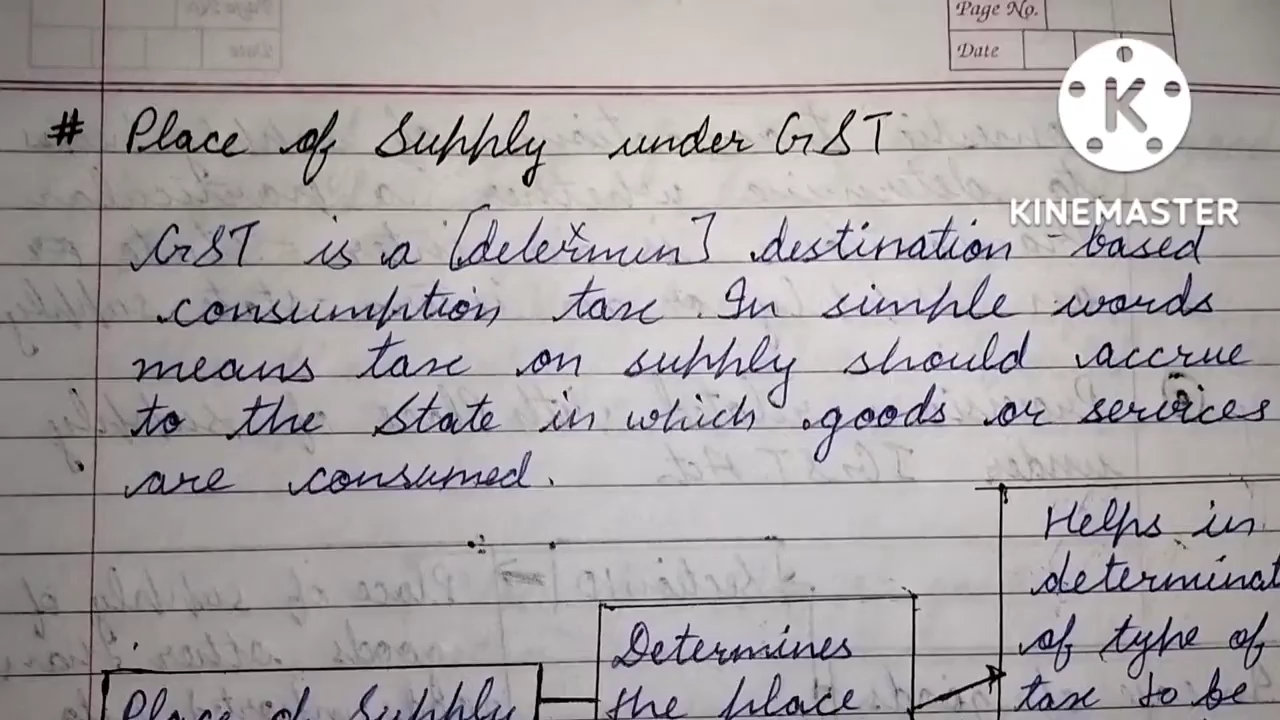 Page No.
Date
# Place of Supply under GST
KINEMASTER
GST is a [determin] destination-based
consumption tax. In simple words
means tax on supply should accrue
to the State in which goods or services
are consumed.
Helps in
determinat
of type of
tax to be
Determines
the place
Place of Supply